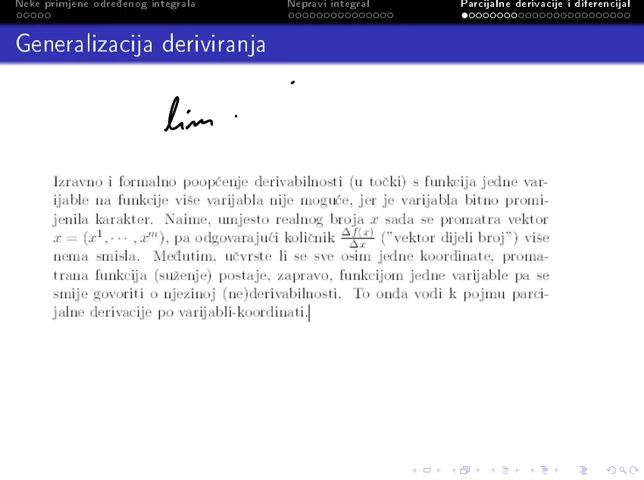 Neke primjene određenog integrala Nepravi integral Parcijalne derivacije i diferencijal
Generalizacija deriviranja
lim
Izravno i formalno poopćenje derivabilnosti (u točki) s funkcija jedne var-
ijable na funkcije više varijabla nije moguće, jer je varijabla bitno promi-
jenila karakter. Naime, umjesto realnog broja x sada se promatra vektor
x = (x¹, ··· , xᵐ), pa odgovarajući količnik Δf(x)/Δx ("vektor dijeli broj") više
nema smisla. Međutim, učvrste li se sve osim jedne koordinate, proma-
trana funkcija (suženje) postaje, zapravo, funkcijom jedne varijable pa se
smije govoriti o njezinoj (ne)derivabilnosti. To onda vodi k pojmu parci-
jalne derivacije po varijabli-koordinati.